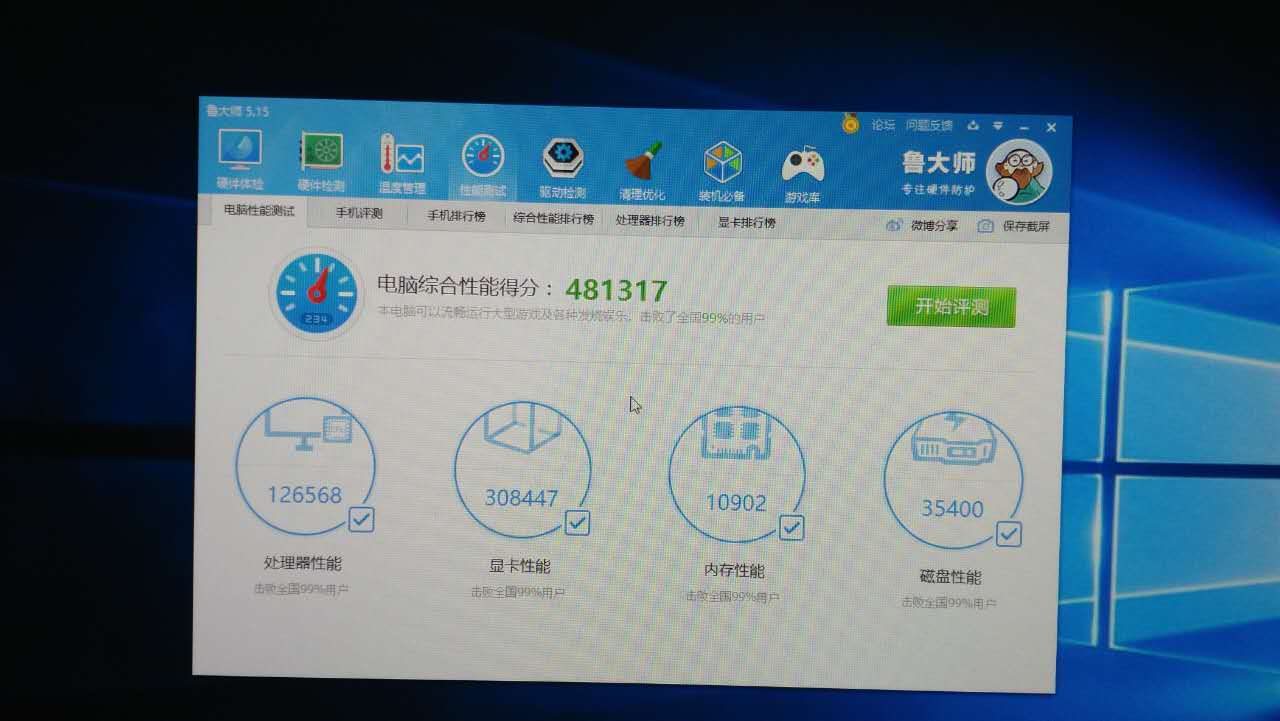 鲁大师 5.15
论坛 问题反馈
硬件体检 硬件检测 温度管理 性能测试 驱动检测 清理优化 装机必备 游戏库
鲁大师
专注硬件防护
电脑性能测试 手机评测 手机排行榜 综合性能排行榜 处理器排行榜 显卡排行榜 微博分享 保存截屏
234
电脑综合性能得分：481317
本电脑可以流畅运行大型游戏及各种发烧娱乐。击败了全国99%的用户
开始评测
126568 308447 10902 35400
处理器性能 显卡性能 内存性能 磁盘性能
击败全国99%用户 击败全国99%用户 击败全国99%用户 击败全国99%用户